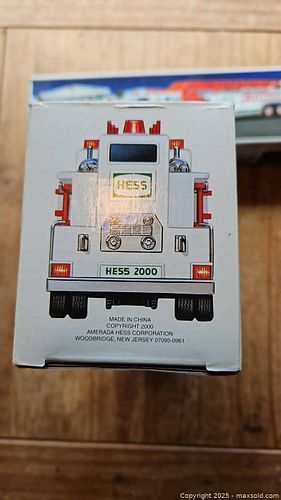 HESS
HESS 2000
MADE IN CHINA
COPYRIGHT 2000
AMERADA HESS CORPORATION
WOODBRIDGE, NEW JERSEY 07095-0961
Copyright © 2025 - maxsold.com